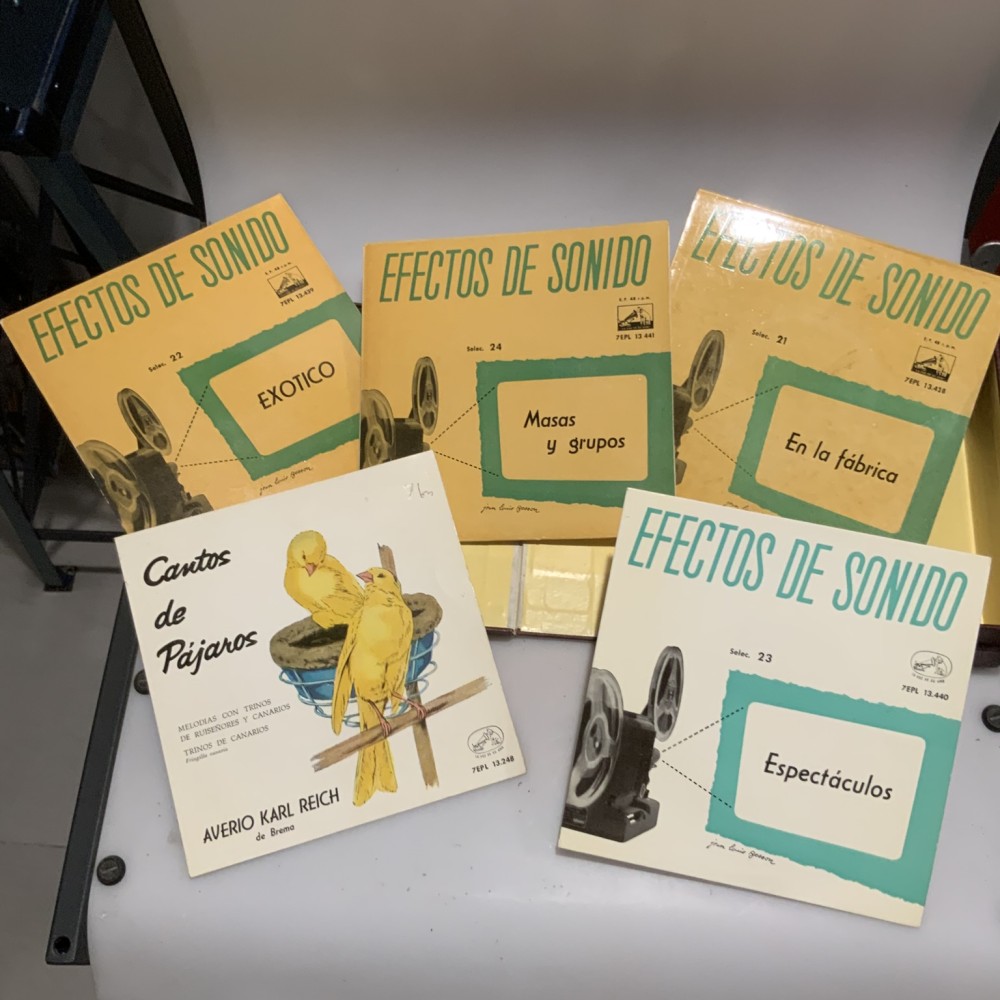 EFECTOS DE SONIDO
7EPL 13.439
Selec. 22
EXOTICO
EFECTOS DE SONIDO
7EPL 13.441
Selec. 24
Masas
y grupos
EFECTOS DE SONIDO
Selec. 21
7EPL 13.438
En la fábrica
Cantos
de
Pájaros
MELODIAS CON TRINOS
DE RUISEÑORES Y CANARIOS
TRINOS DE CANARIOS
7EPL 13.248
AVERIO KARL REICH
de Brema
EFECTOS DE SONIDO
Selec. 23
7EPL 13.440
Espectáculos